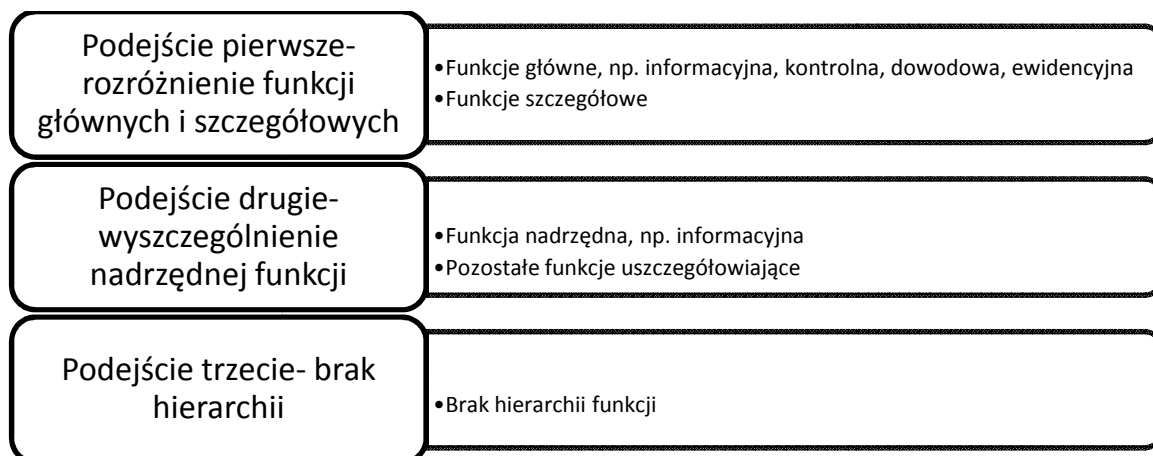 Podejście pierwsze-
rozróżnienie funkcji
głównych i szczegółowych
•Funkcje główne, np. informacyjna, kontrolna, dowodowa, ewidencyjna
•Funkcje szczegółowe
Podejście drugie-
wyszczególnienie
nadrzędnej funkcji
•Funkcja nadrzędna, np. informacyjna
•Pozostałe funkcje uszczegóławiające
Podejście trzecie- brak
hierarchii
•Brak hierarchii funkcji